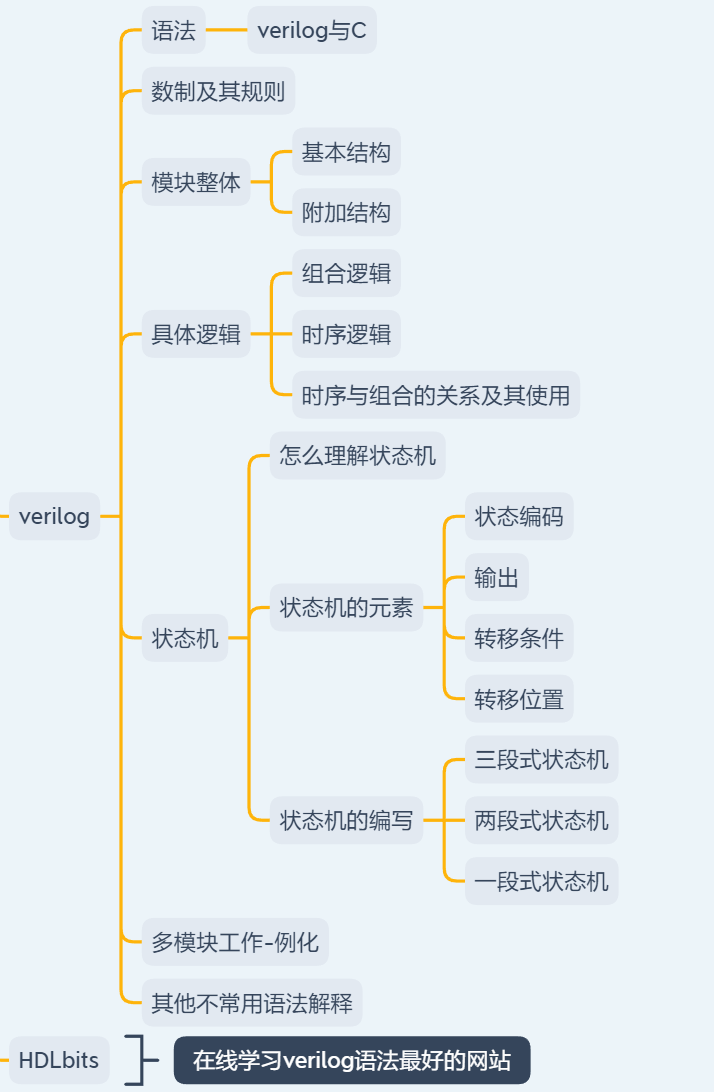 语法
verilog与C
数制及其规则
模块整体
基本结构
附加结构
具体逻辑
组合逻辑
时序逻辑
时序与组合的关系及其使用
verilog
状态机
怎么理解状态机
状态机的元素
状态编码
输出
转移条件
转移位置
状态机的编写
三段式状态机
两段式状态机
一段式状态机
多模块工作-例化
其他不常用语法解释
HDLbits
在线学习verilog语法最好的网站